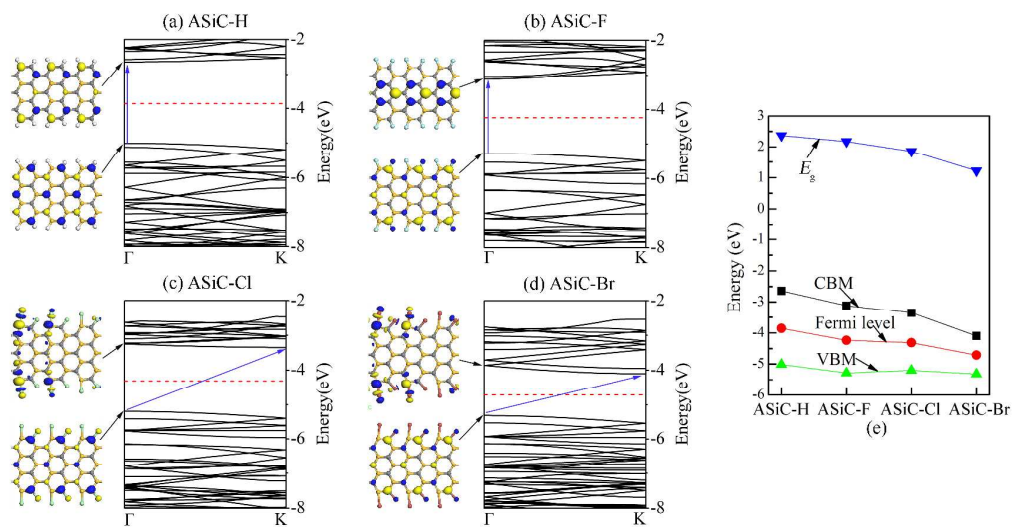 (a) ASiC-H
-2
-4
-6
-8
Energy(eV)
Γ
K
(b) ASiC-F
-2
-4
-6
-8
Energy(eV)
Γ
K
(c) ASiC-Cl
-2
-4
-6
-8
Energy(eV)
Γ
K
(d) ASiC-Br
-2
-4
-6
-8
Energy(eV)
Γ
K
3
2
1
0
-1
-2
-3
-4
-5
-6
Energy (eV)
Eg
CBM
Fermi level
VBM
ASiC-H ASiC-F ASiC-Cl ASiC-Br
(e)